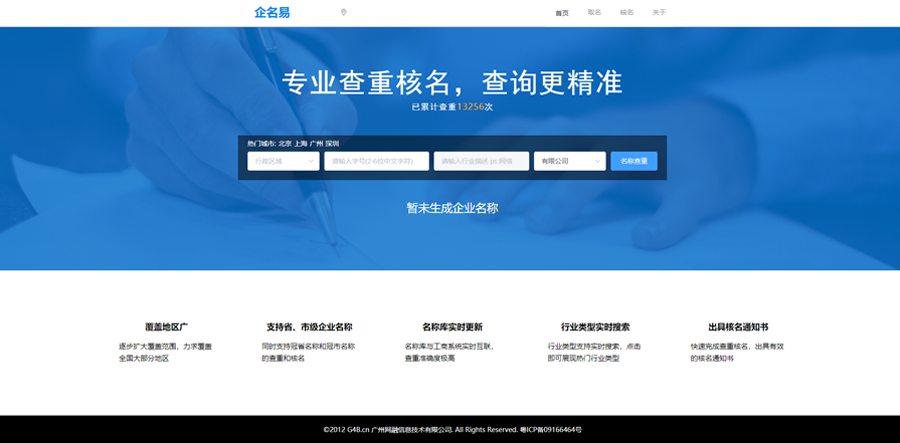 企名易
首页 取名 核名 关于
专业查重核名，查询更精准
已累计查重13256次
热门城市: 北京 上海 广州 深圳
行政区域 请输入字号(2-6位中文字符) 请输入行业描述 ps.网络 有限公司 名称查重
暂未生成企业名称
覆盖地区广 支持省、市级企业名称 名称库实时更新 行业类型实时搜索 出具核名通知书
逐步扩大覆盖范围，力求覆盖 同时支持冠省名称和冠市名称 名称库与工商系统实时互联， 行业类型支持实时搜索，点击 快速完成查重核名，出具有效
全国大部分地区 的查重和核名 查重准确度极高 即可展现热门行业类型 的核名通知书
©2012 G4B.cn 广州网融信息技术有限公司. All Rights Reserved. 粤ICP备09166464号